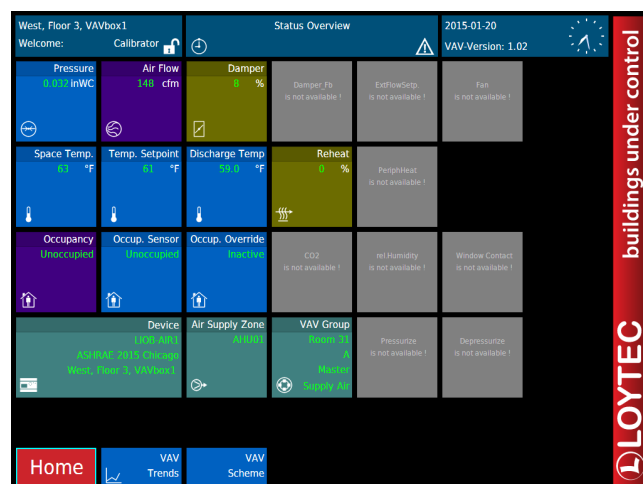 West, Floor 3, VAVbox1
Welcome: Calibrator
Status Overview
2015-01-20
VAV-Version: 1.02
Pressure
0.032 inWC
Air Flow
148 cfm
Damper
8 %
Damper_Fb
is not available !
ExtFlowSetp.
is not available !
Fan
is not available !
Space Temp.
63 °F
Temp. Setpoint
61 °F
Discharge Temp
59.0 °F
Reheat
0 %
PeriphHeat
is not available !
Occupancy
Unoccupied
Occup. Sensor
Unoccupied
Occup. Override
Inactive
CO2
is not available !
rel.Humidity
is not available !
Window Contact
is not available !
Device
LIOB-AIR1
ASHRAE 2015 Chicago
West, Floor 3, VAVbox1
Air Supply Zone
AHU01
VAV Group
Room 31
A
Master
Supply Air
Pressurize
is not available !
Depressurize
is not available !
Home
VAV
Trends
VAV
Scheme
buildings under control
LOYTEC